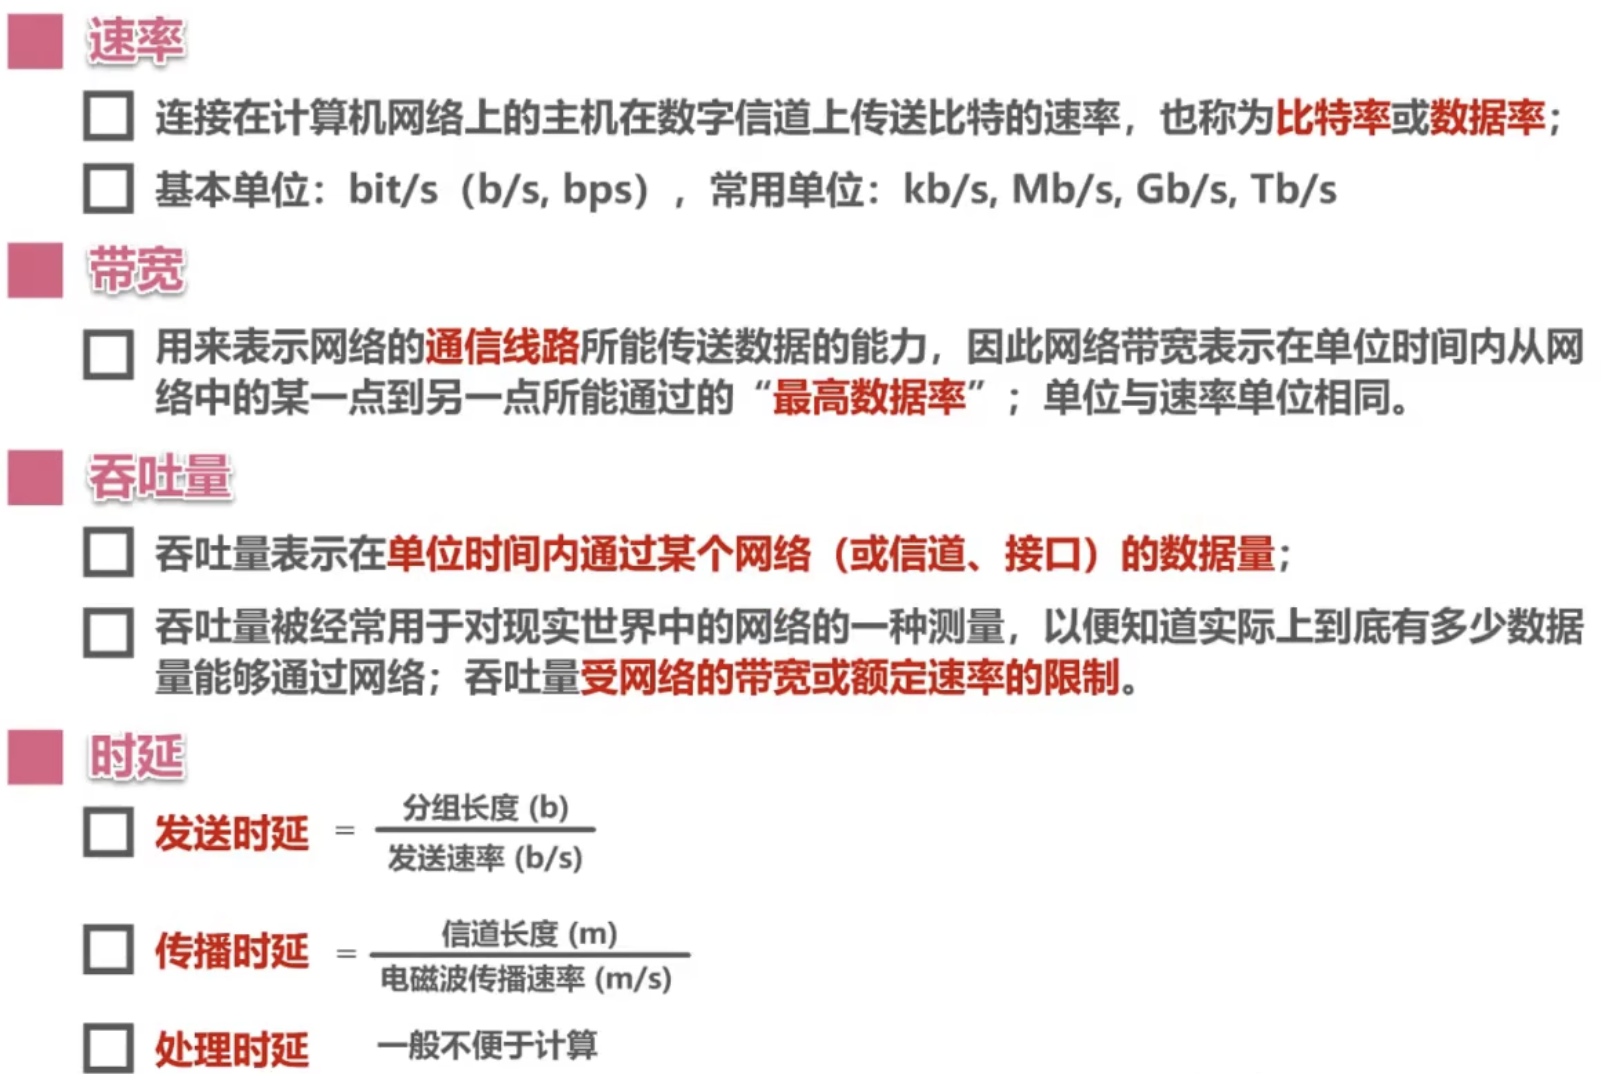 速率
连接在计算机网络上的主机在数字信道上传送比特的速率，也称为比特率或数据率；
基本单位：bit/s（b/s, bps），常用单位：kb/s, Mb/s, Gb/s, Tb/s
带宽
用来表示网络的通信线路所能传送数据的能力，因此网络带宽表示在单位时间内从网
络中的某一点到另一点所能通过的“最高数据率”；单位与速率单位相同。
吞吐量
吞吐量表示在单位时间内通过某个网络（或信道、接口）的数据量；
吞吐量被经常用于对现实世界中的网络的一种测量，以便知道实际上到底有多少数据
量能够通过网络；吞吐量受网络的带宽或额定速率的限制。
时延
分组长度 (b)
发送时延 =
发送速率 (b/s)
信道长度 (m)
传播时延 =
电磁波传播速率 (m/s)
处理时延 一般不便于计算